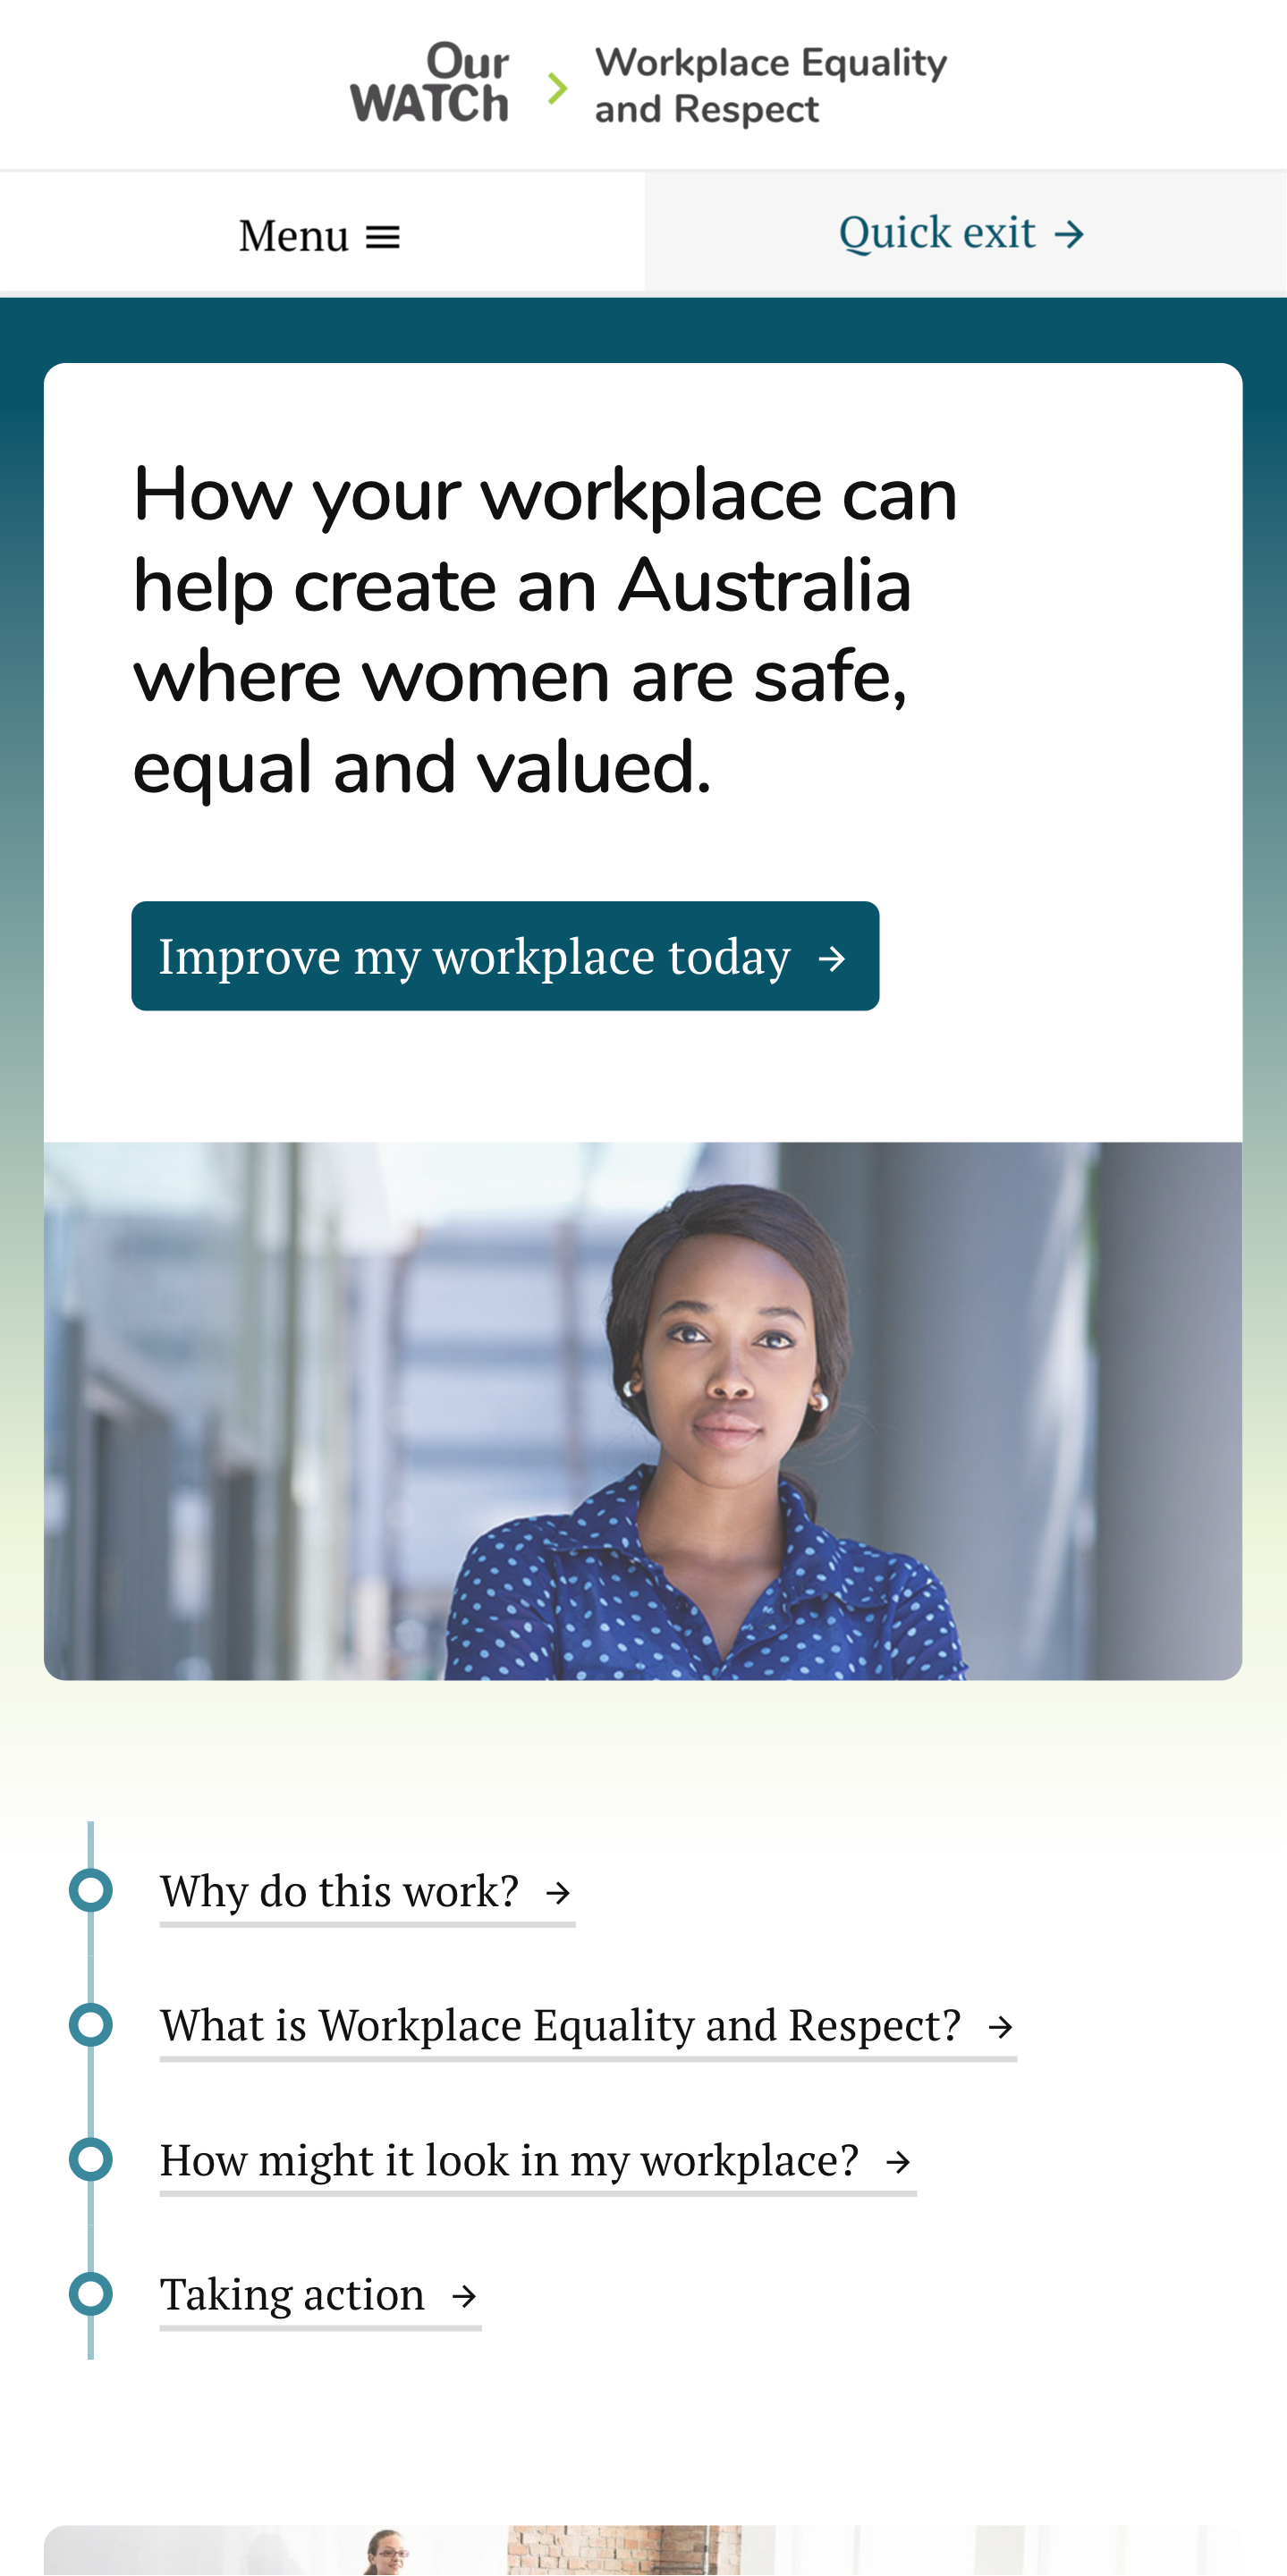 Our
WATCh
Workplace Equality
and Respect
Menu
Quick exit
How your workplace can
help create an Australia
where women are safe,
equal and valued.
Improve my workplace today
Why do this work?
What is Workplace Equality and Respect?
How might it look in my workplace?
Taking action